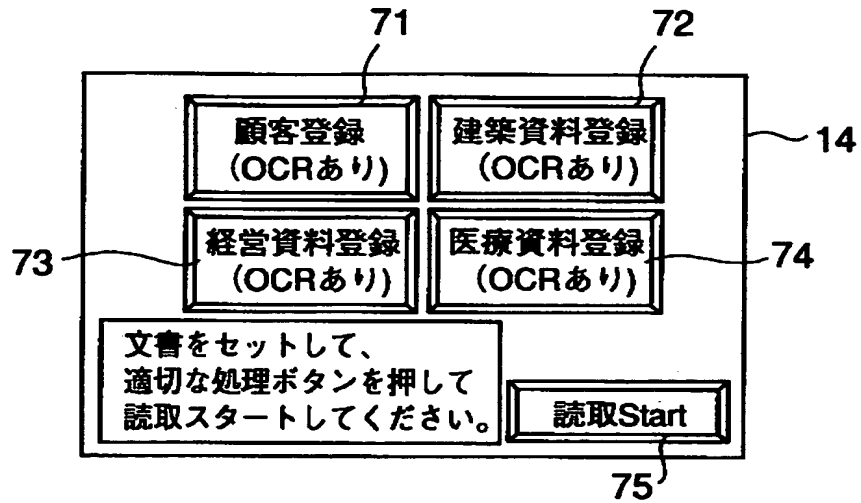 71
72
顧客登録
(OCRあり)
建築資料登録
(OCRあり)
14
73
経営資料登録
(OCRあり)
医療資料登録
(OCRあり)
74
文書をセットして、
適切な処理ボタンを押して
読取スタートしてください。
読取Start
75